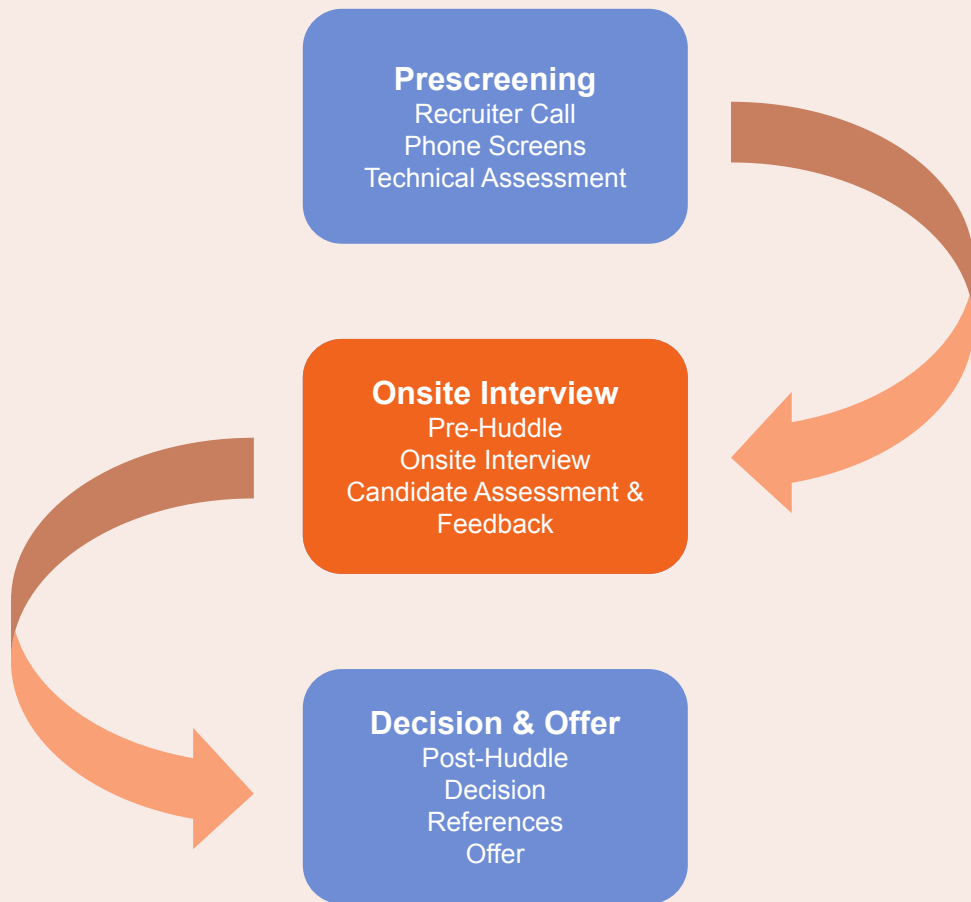 Prescreening
Recruiter Call
Phone Screens
Technical Assessment
Onsite Interview
Pre-Huddle
Onsite Interview
Candidate Assessment &
Feedback
Decision & Offer
Post-Huddle
Decision
References
Offer